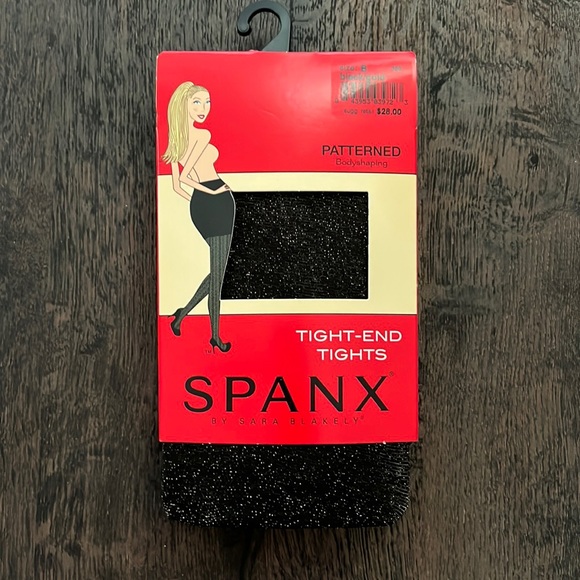 $28.00
PATTERNED
Bodyshaping
TIGHT-END
TIGHTS
SPANX®
BY SARA BLAKELY®